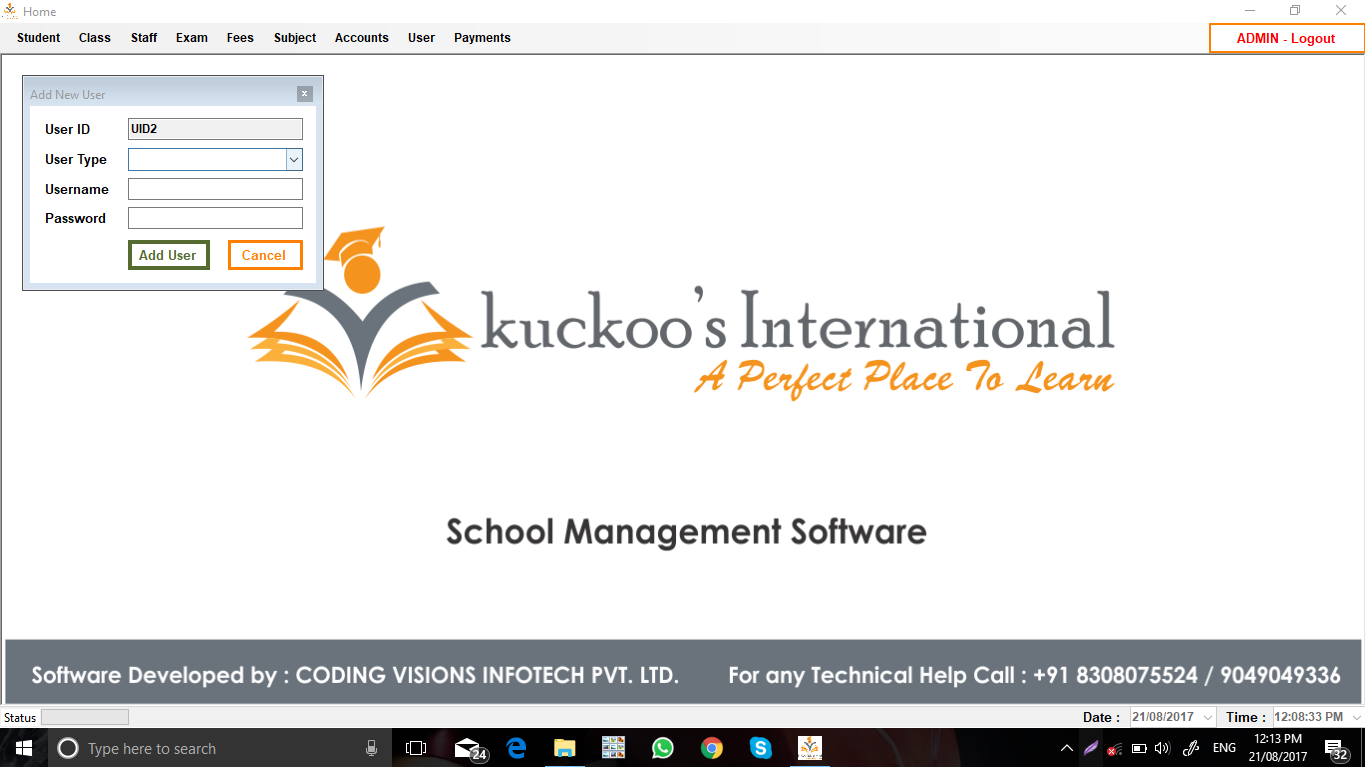 Home
Student Class Staff Exam Fees Subject Accounts User Payments ADMIN - Logout
Add New User x
User ID UID2
User Type
Username
Password
Add User Cancel
kuckoo's International
A Perfect Place To Learn
School Management Software
Software Developed by : CODING VISIONS INFOTECH PVT. LTD. For any Technical Help Call : +91 8308075524 / 9049049336
Status Date : 21/08/2017 Time : 12:08:33 PM
Type here to search 24 ENG 12:13 PM
21/08/2017 32